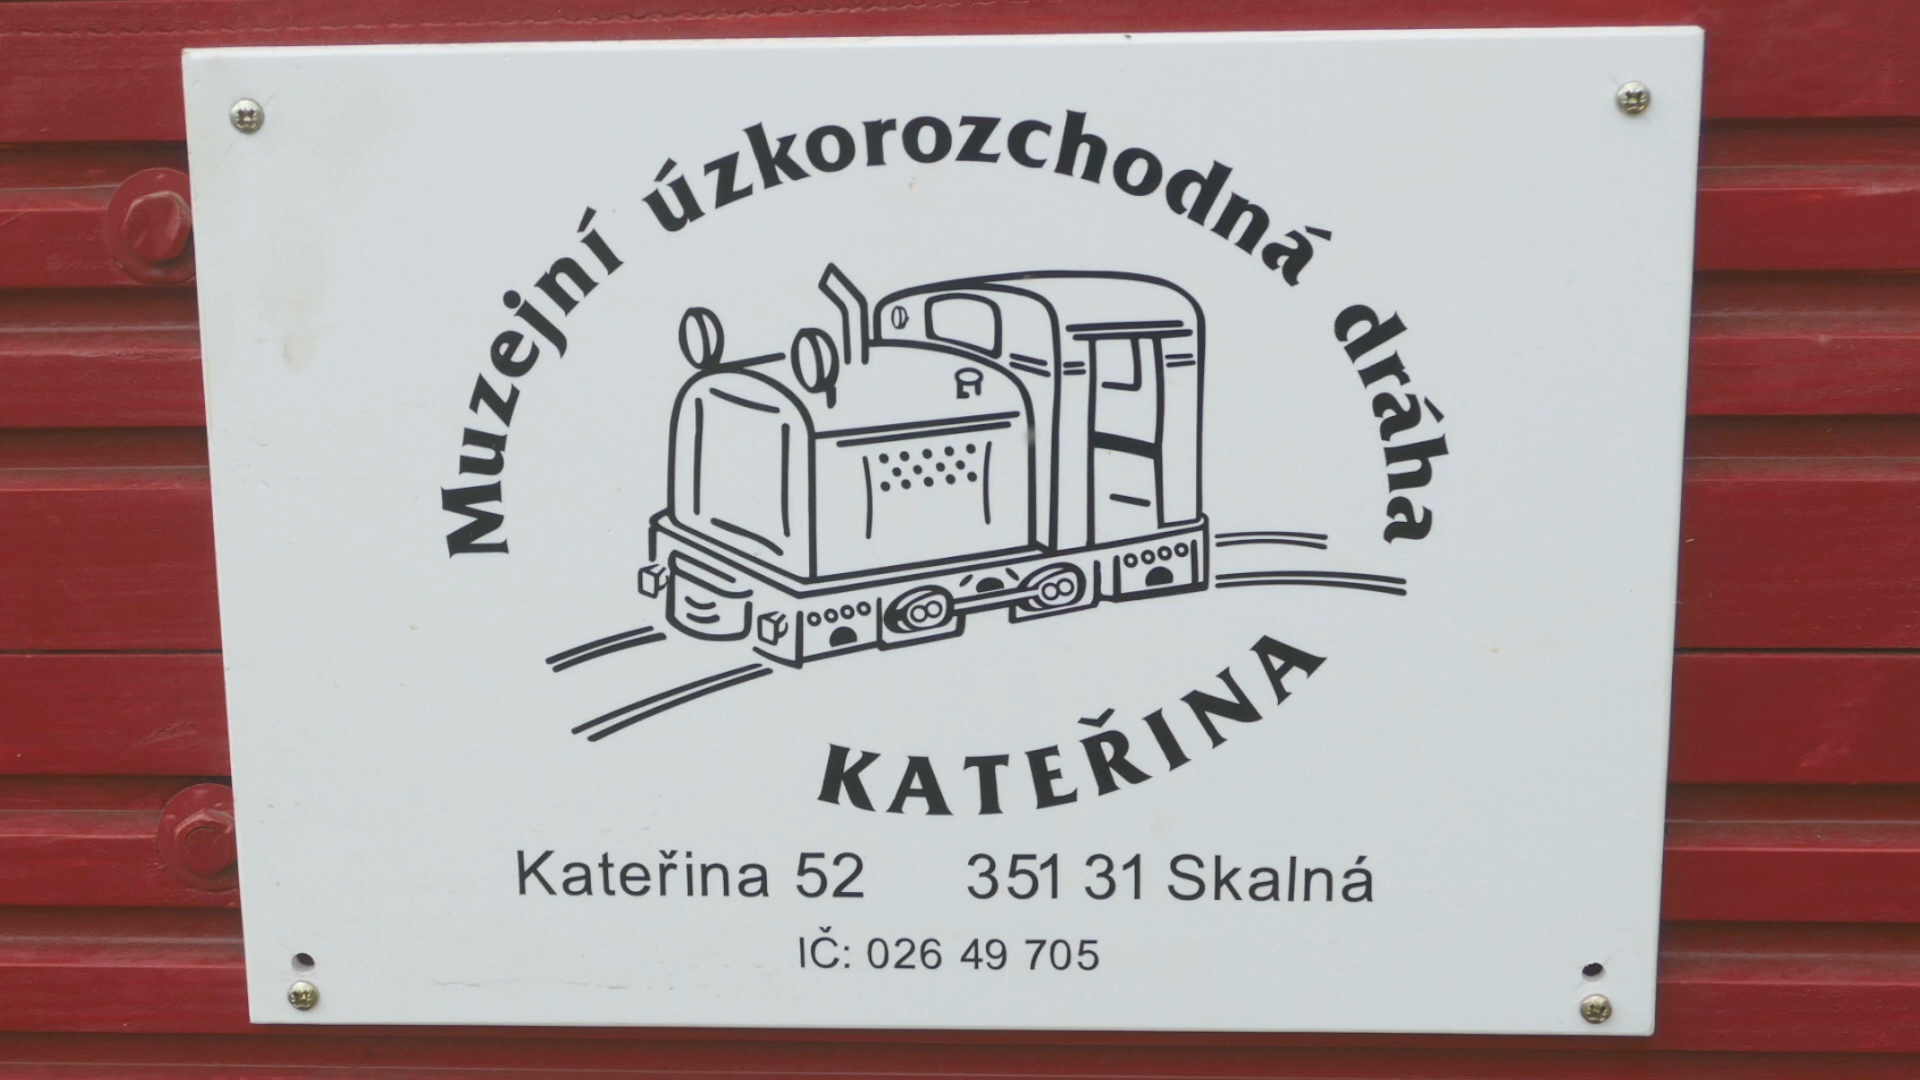 Muzejní úzkorozchodná dráha
KATEŘINA
Kateřina 52 351 31 Skalná
IČ: 026 49 705